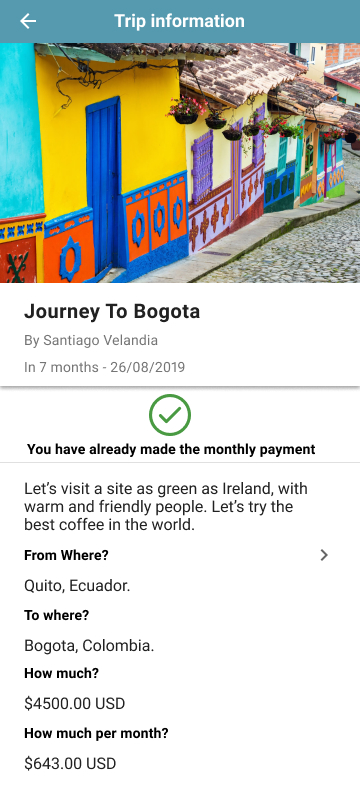 Trip information
Journey To Bogota
By Santiago Velandia
In 7 months - 26/08/2019
You have already made the monthly payment
Let’s visit a site as green as Ireland, with
warm and friendly people. Let’s try the
best coffee in the world.
From Where?
Quito, Ecuador.
To where?
Bogota, Colombia.
How much?
$4500.00 USD
How much per month?
$643.00 USD